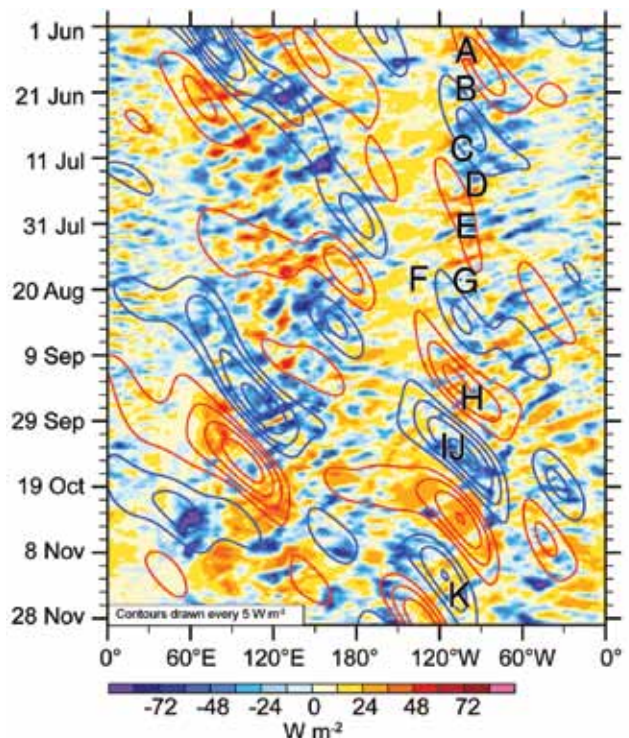 1 Jun
A
21 Jun
B
C
11 Jul
D
31 Jul
E
20 Aug
F G
9 Sep
H
29 Sep
IJ
19 Oct
8 Nov
K
28 Nov
Contours drawn every 5 W m-²
0° 60°E 120°E 180° 120°W 60°W 0°
-72 -48 -24 0 24 48 72
W m-²